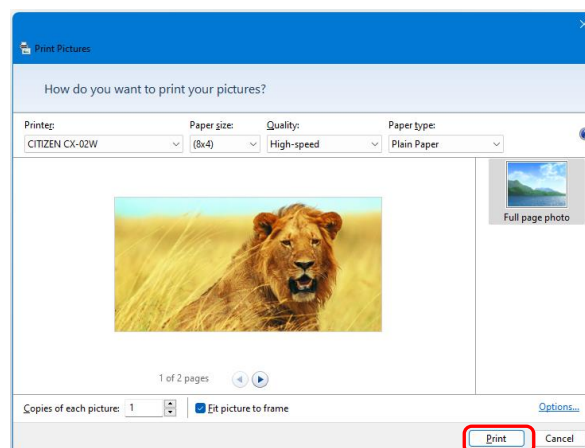 Print Pictures
How do you want to print your pictures?
Printer: Paper size: Quality: Paper type:
CITIZEN CX-02W (8x4) High-speed Plain Paper
Full page photo
1 of 2 pages
Copies of each picture: 1 Fit picture to frame Options...
Print Cancel